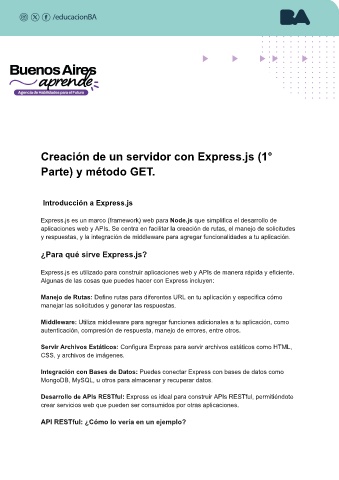 /educacionBA
BA
Buenos Aires
aprende
Agencia de Habilidades para el Futuro
Creación de un servidor con Express.js (1°
Parte) y método GET.
Introducción a Express.js
Express.js es un marco (framework) web para Node.js que simplifica el desarrollo de
aplicaciones web y APIs. Se centra en facilitar la creación de rutas, el manejo de solicitudes
y respuestas, y la integración de middleware para agregar funcionalidades a tu aplicación.
¿Para qué sirve Express.js?
Express.js es utilizado para construir aplicaciones web y APIs de manera rápida y eficiente.
Algunas de las cosas que puedes hacer con Express incluyen:
Manejo de Rutas: Define rutas para diferentes URL en tu aplicación y especifica cómo
manejar las solicitudes y generar las respuestas.
Middleware: Utiliza middleware para agregar funciones adicionales a tu aplicación, como
autenticación, compresión de respuesta, manejo de errores, entre otros.
Servir Archivos Estáticos: Configura Express para servir archivos estáticos como HTML,
CSS, y archivos de imágenes.
Integración con Bases de Datos: Puedes conectar Express con bases de datos como
MongoDB, MySQL, u otros para almacenar y recuperar datos.
Desarrollo de APIs RESTful: Express es ideal para construir APIs RESTful, permitiéndote
crear servicios web que pueden ser consumidos por otras aplicaciones.
API RESTful: ¿Cómo lo vería en un ejemplo?